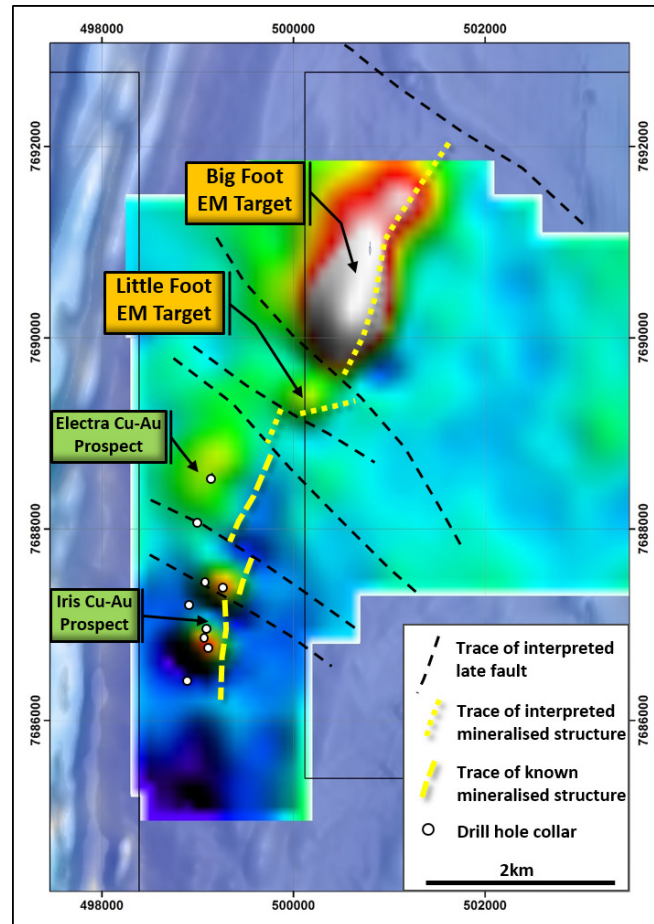 498000
500000
502000
7692000
7692000
Big Foot
EM Target
Little Foot
EM Target
7690000
7690000
Electra Cu-Au
Prospect
7688000
7688000
Iris Cu-Au
Prospect
7686000
7686000
Trace of interpreted
late fault
Trace of interpreted
mineralised structure
Trace of known
mineralised structure
Drill hole collar
2km
498000
500000
502000